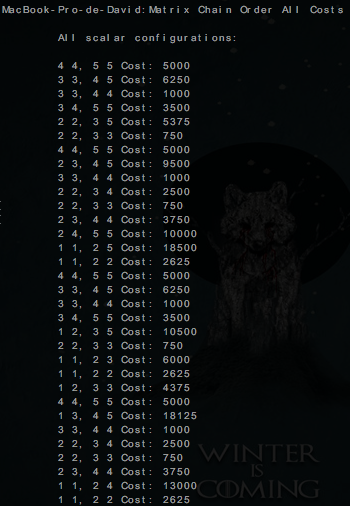 MacBook-Pro-de-David:Matrix Chain Order All Costs
All scalar configurations:
4 4, 5 5 Cost: 5000
3 3, 4 5 Cost: 6250
3 3, 4 4 Cost: 1000
3 4, 5 5 Cost: 3500
2 2, 3 5 Cost: 5375
2 2, 3 3 Cost: 750
4 4, 5 5 Cost: 5000
2 3, 4 5 Cost: 9500
3 3, 4 4 Cost: 1000
2 2, 3 4 Cost: 2500
2 2, 3 3 Cost: 750
2 3, 4 4 Cost: 3750
2 4, 5 5 Cost: 10000
1 1, 2 5 Cost: 18500
1 1, 2 2 Cost: 2625
4 4, 5 5 Cost: 5000
3 3, 4 5 Cost: 6250
3 3, 4 4 Cost: 1000
3 4, 5 5 Cost: 3500
1 2, 3 5 Cost: 10500
2 2, 3 3 Cost: 750
1 1, 2 3 Cost: 6000
1 1, 2 2 Cost: 2625
1 2, 3 3 Cost: 4375
4 4, 5 5 Cost: 5000
1 3, 4 5 Cost: 18125
3 3, 4 4 Cost: 1000
2 2, 3 4 Cost: 2500
2 2, 3 3 Cost: 750
2 3, 4 4 Cost: 3750
1 1, 2 4 Cost: 13000
1 1, 2 2 Cost: 2625
WINTER
IS
COMING